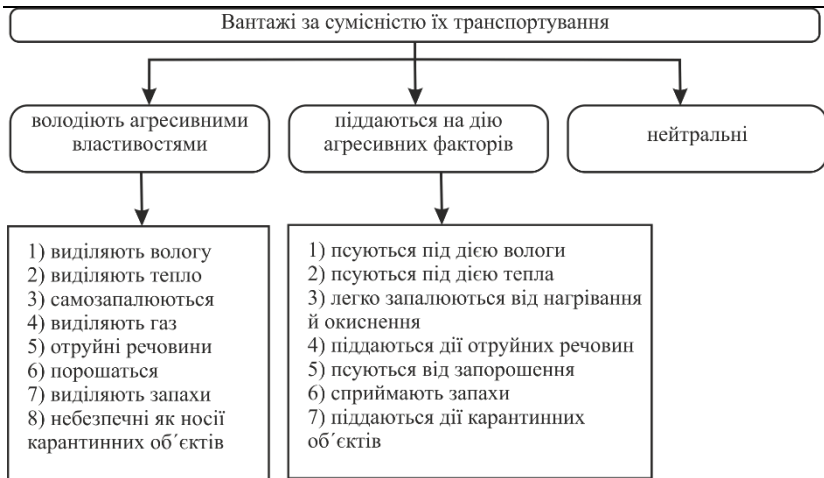 Вантажі за сумісністю їх транспортування
володіють агресивними
властивостями
піддаються на дію
агресивних факторів
нейтральні
1) виділяють вологу
2) виділяють тепло
3) самозапалюються
4) виділяють газ
5) отруйні речовини
6) порошаться
7) виділяють запахи
8) небезпечні як носії
карантинних об´єктів
1) псуються під дією вологи
2) псуються під дією тепла
3) легко запалюються від нагрівання
й окиснення
4) піддаються дії отруйних речовин
5) псуються від запорошення
6) сприймають запахи
7) піддаються дії карантинних
об´єктів